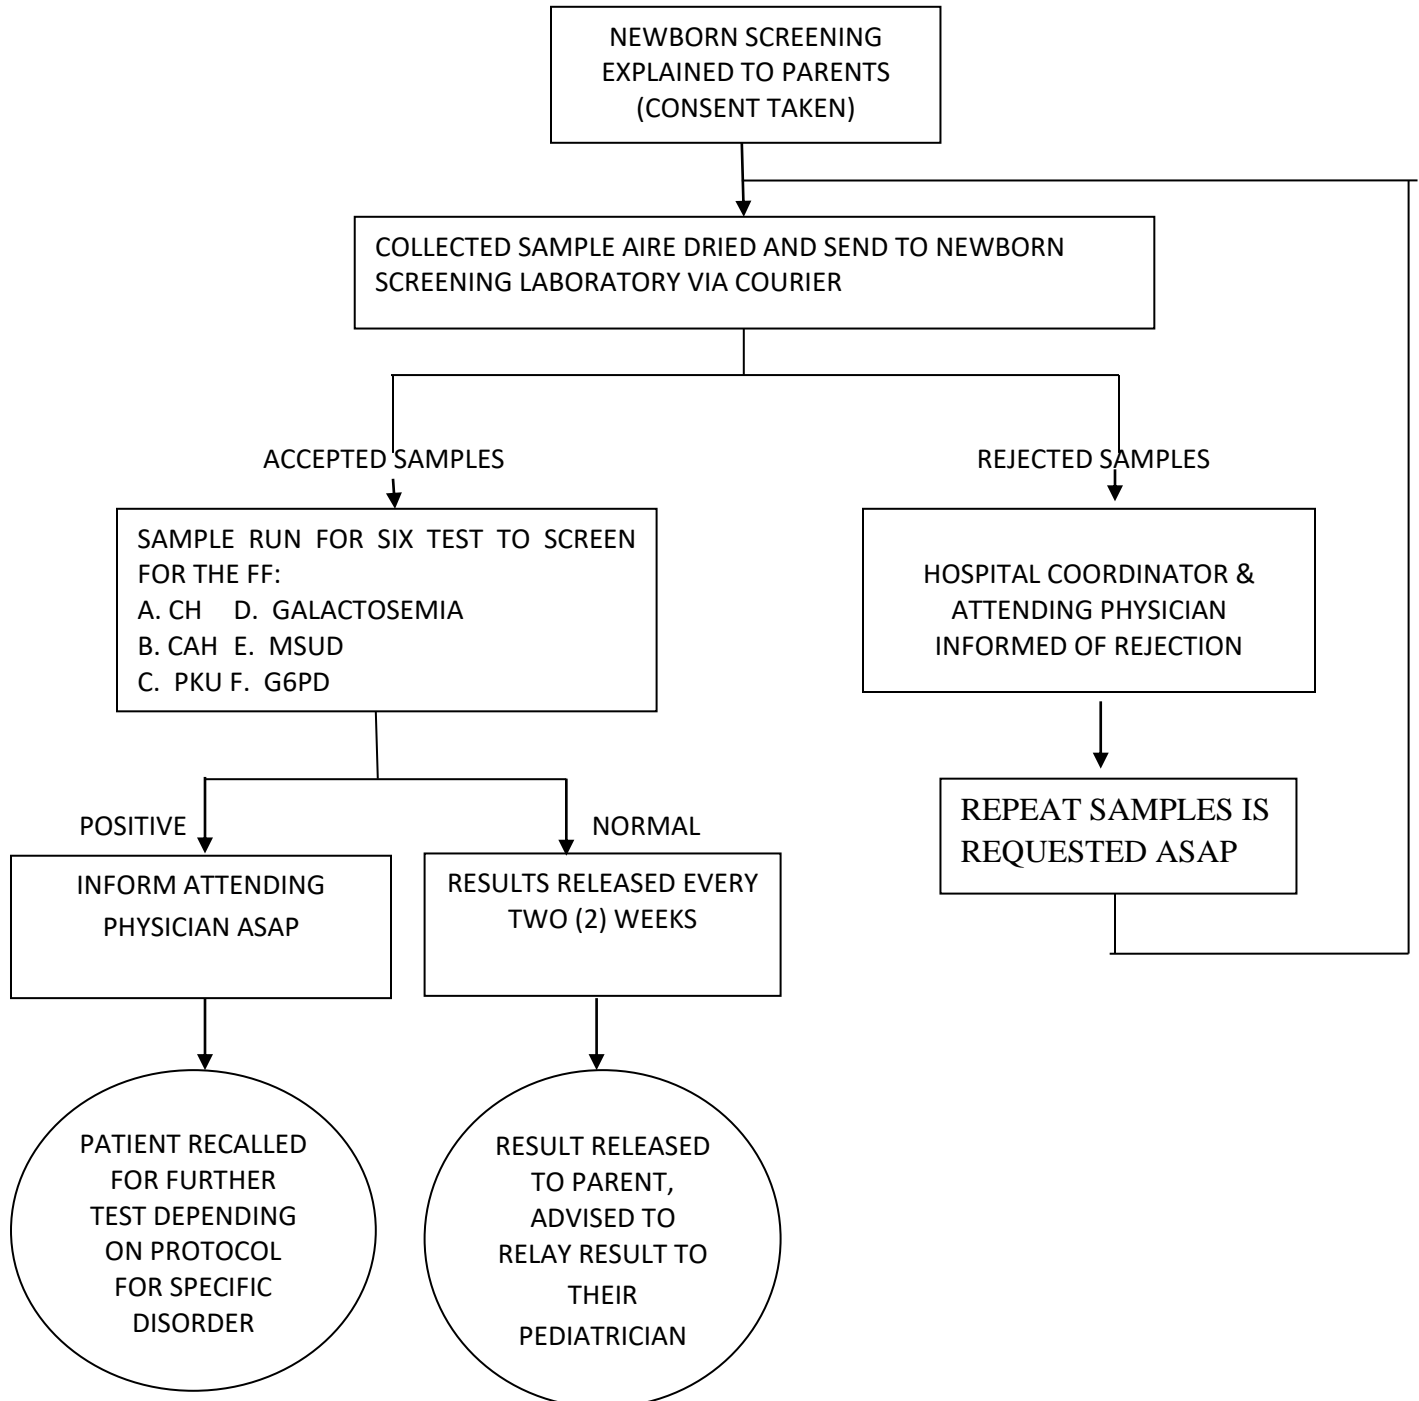 NEWBORN SCREENING
EXPLAINED TO PARENTS
(CONSENT TAKEN)
COLLECTED SAMPLE AIRE DRIED AND SEND TO NEWBORN
SCREENING LABORATORY VIA COURIER
ACCEPTED SAMPLES
REJECTED SAMPLES
SAMPLE RUN FOR SIX TEST TO SCREEN
FOR THE FF:
A. CH D. GALACTOSEMIA
B. CAH E. MSUD
C. PKU F. G6PD
HOSPITAL COORDINATOR &
ATTENDING PHYSICIAN
INFORMED OF REJECTION
REPEAT SAMPLES IS
REQUESTED ASAP
POSITIVE
NORMAL
INFORM ATTENDING
PHYSICIAN ASAP
RESULTS RELEASED EVERY
TWO (2) WEEKS
PATIENT RECALLED
FOR FURTHER
TEST DEPENDING
ON PROTOCOL
FOR SPECIFIC
DISORDER
RESULT RELEASED
TO PARENT,
ADVISED TO
RELAY RESULT TO
THEIR
PEDIATRICIAN